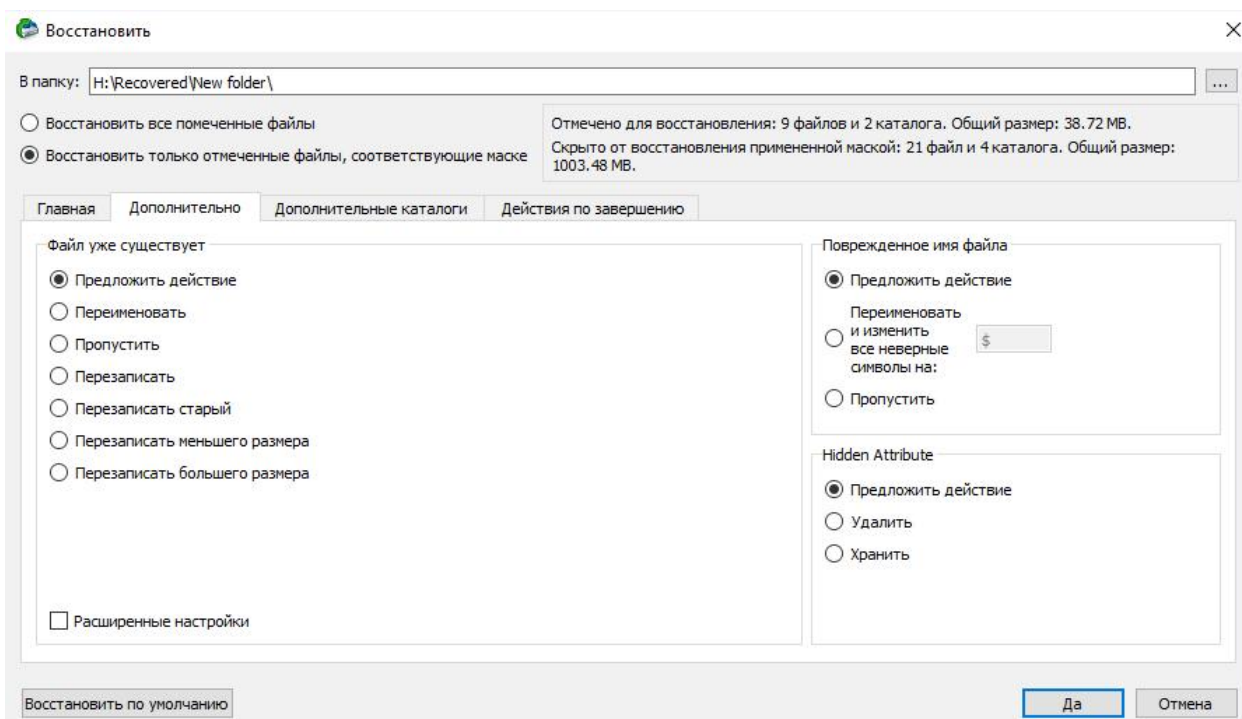 Восстановить
В папку: H:\Recovered\New folder\ ...
Восстановить все помеченные файлы
Восстановить только отмеченные файлы, соответствующие маске
Отмечено для восстановления: 9 файлов и 2 каталога. Общий размер: 38.72 MB.
Скрыто от восстановления примененной маской: 21 файл и 4 каталога. Общий размер:
1003.48 MB.
Главная Дополнительно Дополнительные каталоги Действия по завершению
Файл уже существует
Предложить действие
Переименовать
Пропустить
Перезаписать
Перезаписать старый
Перезаписать меньшего размера
Перезаписать большего размера
Расширенные настройки
Поврежденное имя файла
Предложить действие
Переименовать
и изменить
все неверные
символы на:
$
Пропустить
Hidden Attribute
Предложить действие
Удалить
Хранить
Восстановить по умолчанию Да Отмена